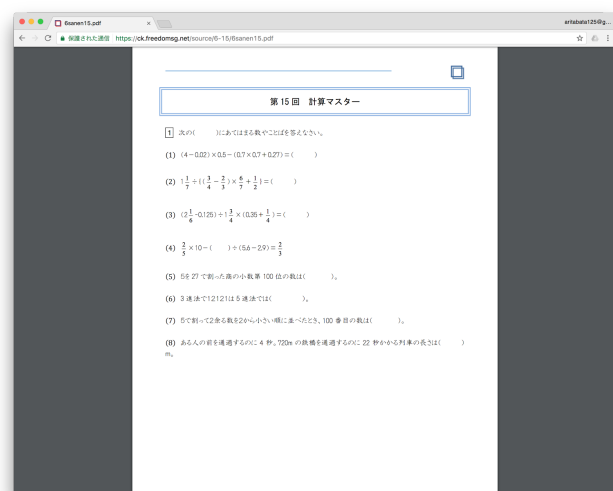 6sanen15.pdf
aritabata125@g...
保護された通信 https://ck.freedomsg.net/source/6-15/6sanen15.pdf
第 15 回 計算マスター
1 次の( )にあてはまる数やことばを答えなさい。
(1) (4－0.02)×0.5－(0.7×0.7＋0.27)＝( )
(2) 1 1/7 ÷{( 3/4 － 2/3 )× 6/7 ＋ 1/2 }＝( )
(3) (2 1/6 -0.125)÷1 3/4 ×(0.35＋ 1/4 )＝( )
(4) 2/5 ×10－( )÷(5.6－2.9)＝ 2/3
(5) 5を 27 で割った商の小数第 100 位の数は( )。
(6) 3 進法で12121は 5 進法では( )。
(7) 5で割って2余る数を2から小さい順に並べたとき、100 番目の数は( )。
(8) ある人の前を通過するのに 4 秒。720m の鉄橋を通過するのに 22 秒かかる列車の長さは( )
m。